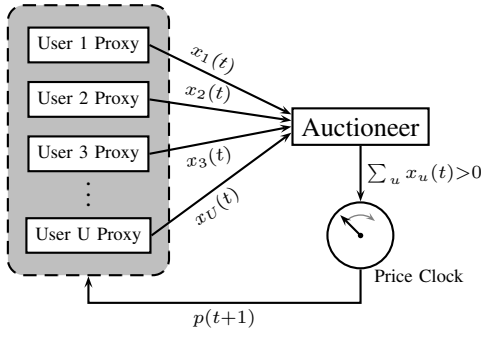 User 1 Proxy
x₁(t)
User 2 Proxy
x₂(t)
User 3 Proxy
x₃(t)
⋮
User U Proxy
x_U(t)
Auctioneer
∑ᵤ xᵤ(t)>0
Price Clock
p(t+1)